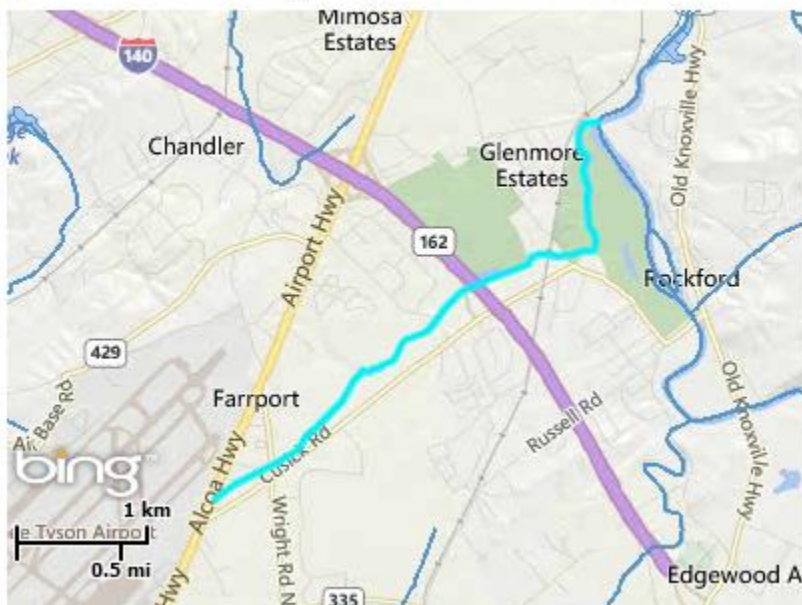 Mimosa
Estates
140
Chandler
Glenmore
Estates
Old Knoxville Hwy
Airport Hwy
162
Rockford
429
Farrport
Air Base Rd
bing
Cusick Rd
Russell Rd
Old Knoxville Hwy
Alcoa Hwy
1 km
Tyson Airport
0.5 mi
Wright Rd N
Hwy
335
Edgewood A